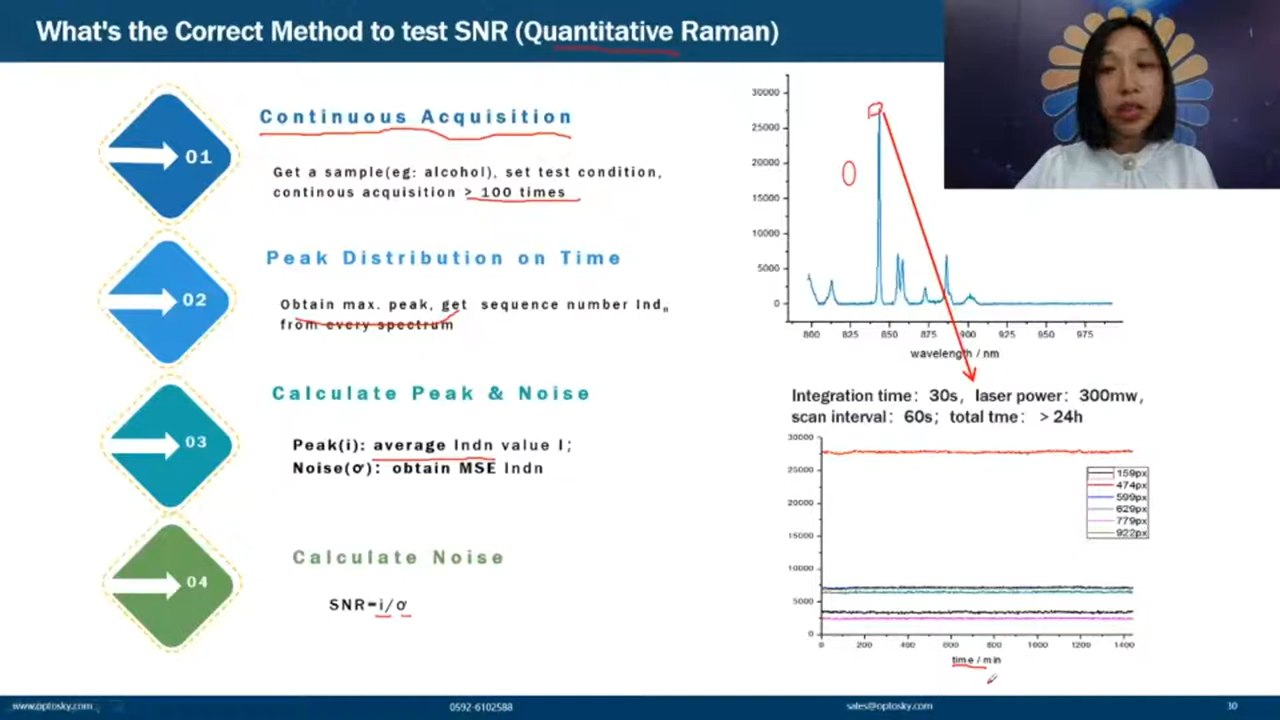 What's the Correct Method to test SNR (Quantitative Raman)
01
Continuous Acquisition
Get a sample(eg: alcohol), set test condition,
continous acquisition > 100 times
02
Peak Distribution on Time
Obtain max. peak, get sequence number Indn
from every spectrum
03
Calculate Peak & Noise
Peak(i): average Indn value I;
Noise(σ): obtain MSE Indn
04
Calculate Noise
SNR=i/σ
30000
25000
20000
15000
10000
5000
0
800 825 850 875 900 925 950 975
wavelength / nm
Integration time: 30s, laser power: 300mw,
scan interval: 60s; total tme: > 24h
30000
25000
20000
15000
10000
5000
0
159px
474px
599px
629px
779px
922px
0 200 400 600 800 1000 1200 1400
time / min
www.optosky.com 0592-6102588 sales@optosky.com 30